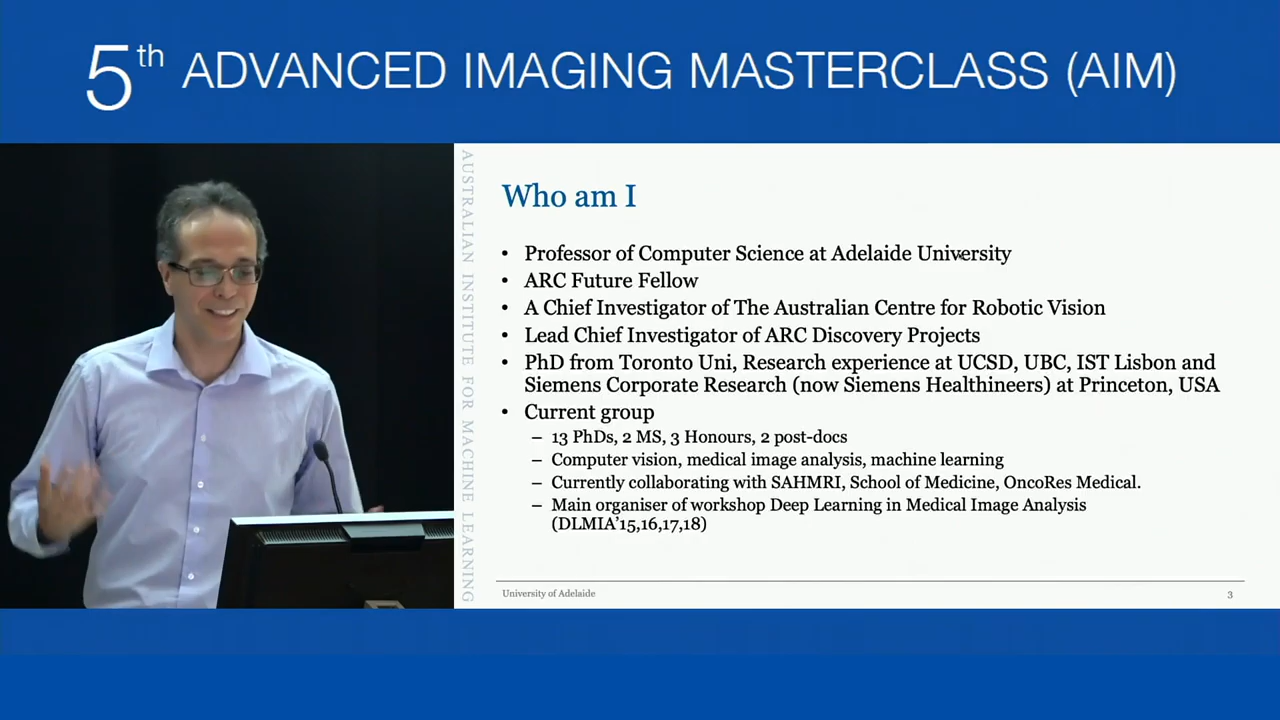 5th ADVANCED IMAGING MASTERCLASS (AIM)
AUSTRALIAN INSTITUTE FOR MACHINE LEARNING
Who am I
• Professor of Computer Science at Adelaide University
• ARC Future Fellow
• A Chief Investigator of The Australian Centre for Robotic Vision
• Lead Chief Investigator of ARC Discovery Projects
• PhD from Toronto Uni, Research experience at UCSD, UBC, IST Lisbon and
Siemens Corporate Research (now Siemens Healthineers) at Princeton, USA
• Current group
– 13 PhDs, 2 MS, 3 Honours, 2 post-docs
– Computer vision, medical image analysis, machine learning
– Currently collaborating with SAHMRI, School of Medicine, OncoRes Medical.
– Main organiser of workshop Deep Learning in Medical Image Analysis
(DLMIA’15,16,17,18)
University of Adelaide
3